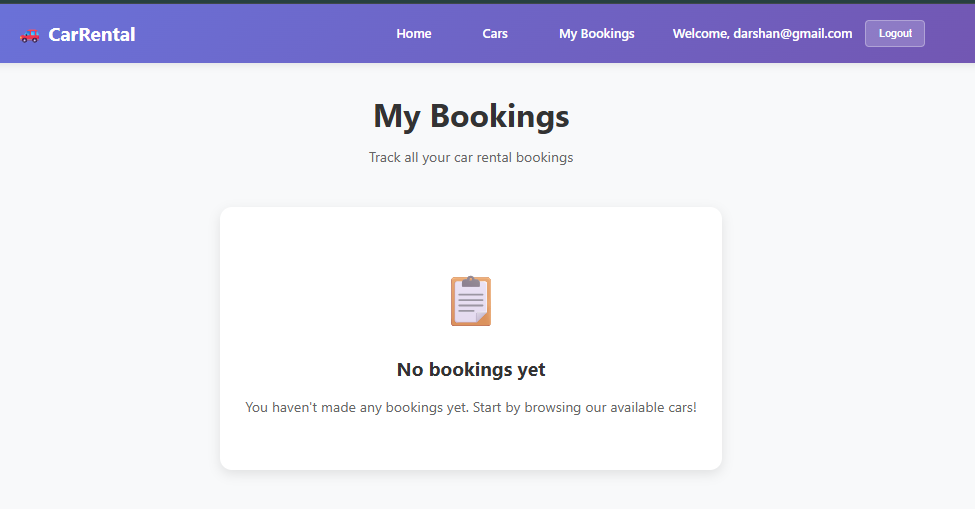 CarRental
Home
Cars
My Bookings
Welcome, darshan@gmail.com
Logout
My Bookings
Track all your car rental bookings
No bookings yet
You haven't made any bookings yet. Start by browsing our available cars!